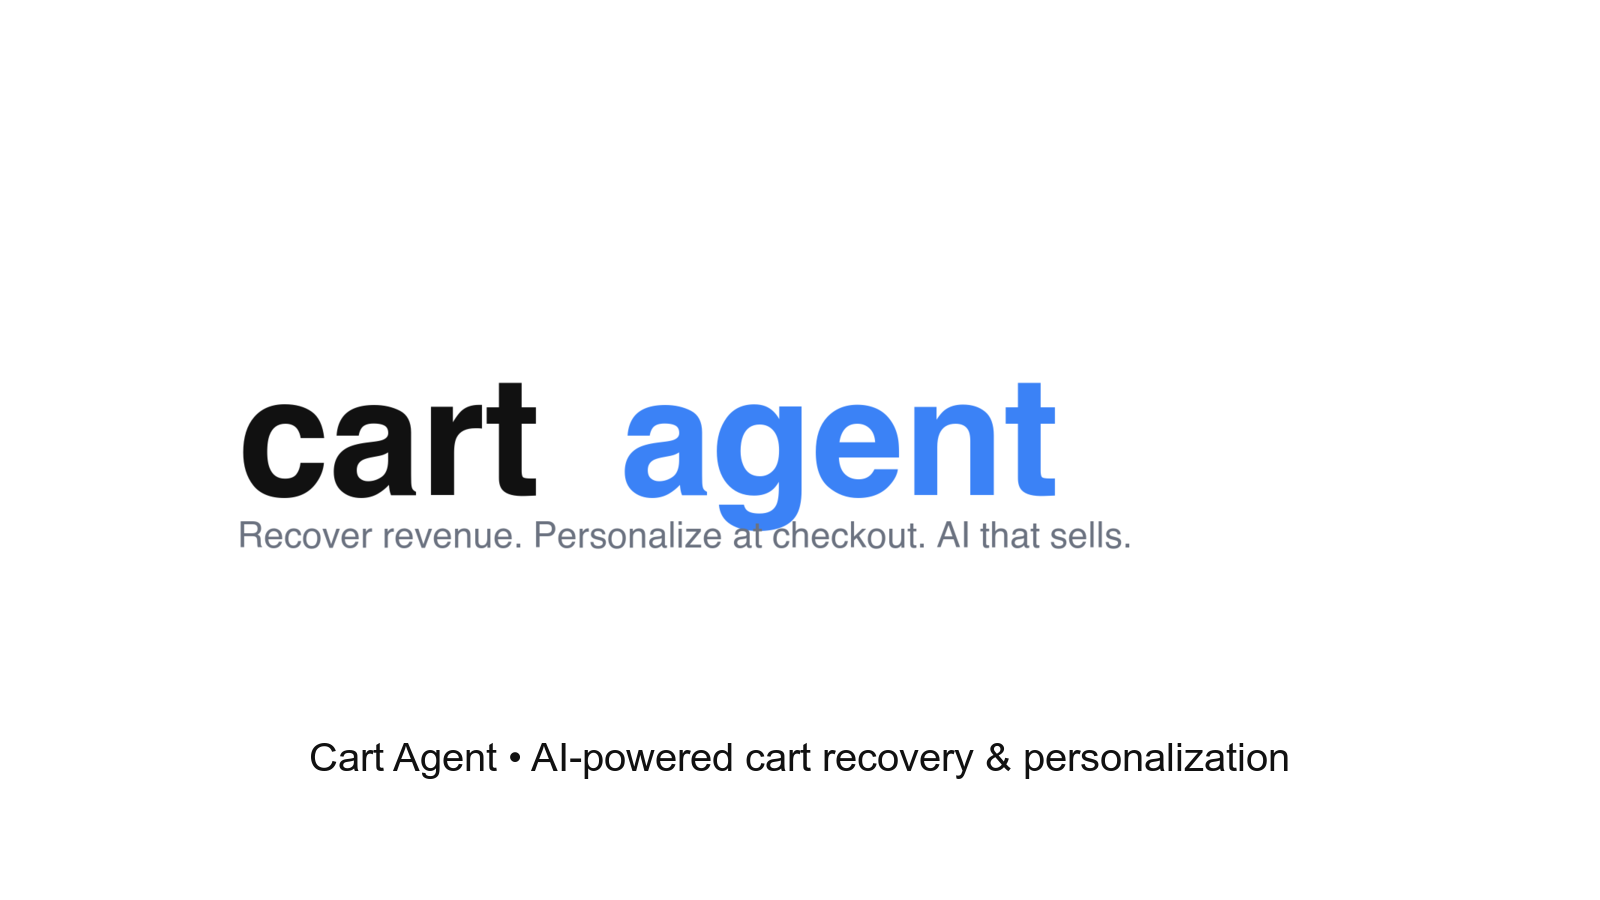 cart agent
Recover revenue. Personalize at checkout. AI that sells.
Cart Agent • AI-powered cart recovery & personalization